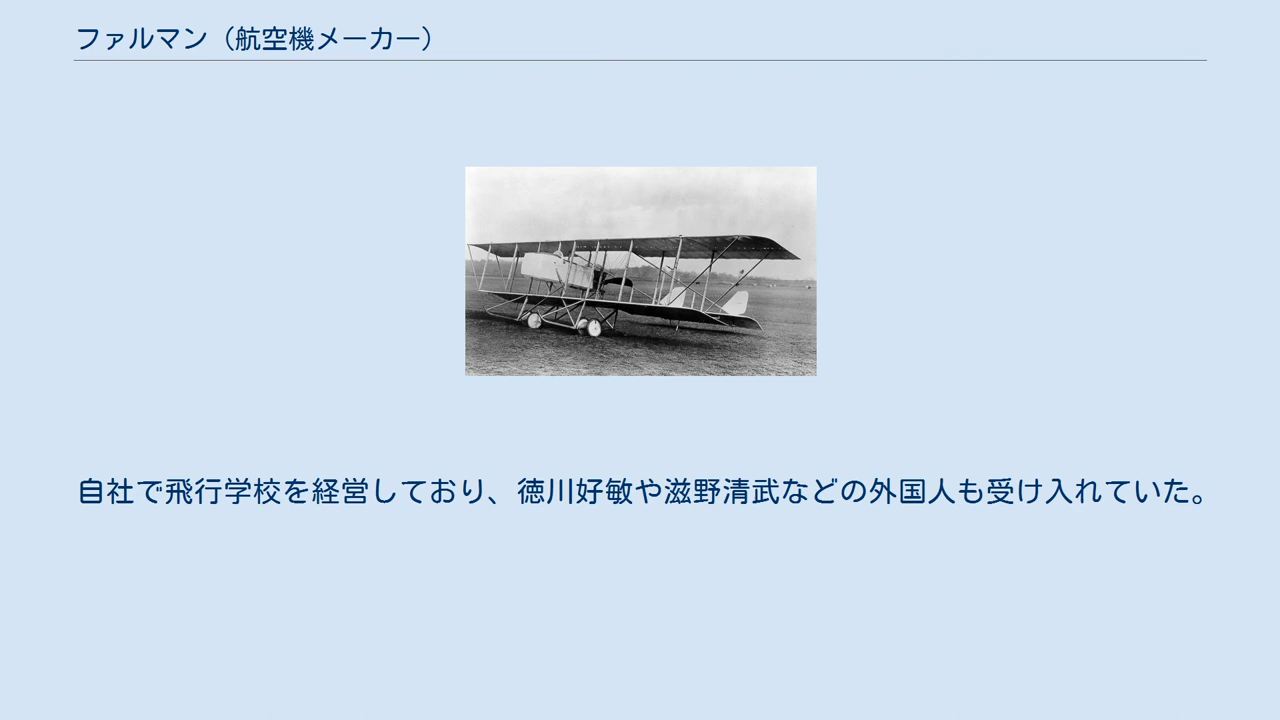 ファルマン（航空機メーカー）
自社で飛行学校を経営しており、徳川好敏や滋野清武などの外国人も受け入れていた。